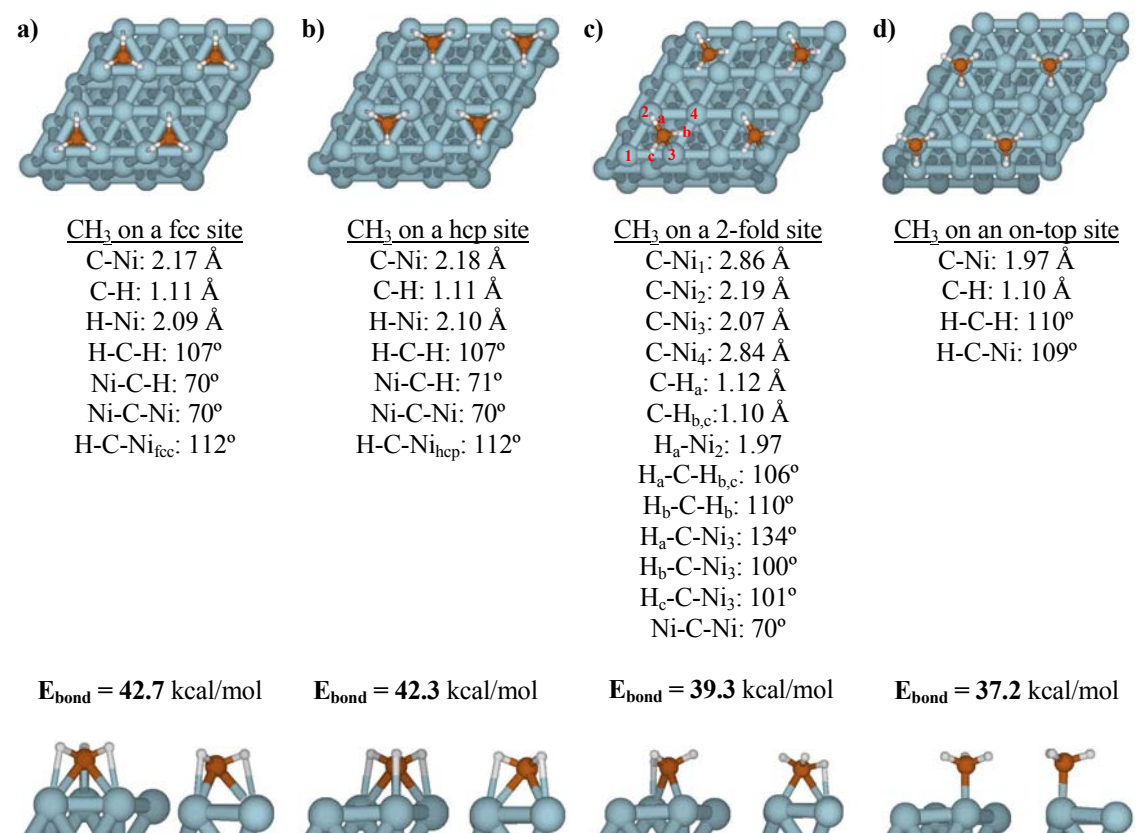 a)
b)
c)
d)
2
4
a
b
1
c
3
CH3 on a fcc site
C-Ni: 2.17 Å
C-H: 1.11 Å
H-Ni: 2.09 Å
H-C-H: 107º
Ni-C-H: 70º
Ni-C-Ni: 70º
H-C-Nifcc: 112º
Ebond = 42.7 kcal/mol
CH3 on a hcp site
C-Ni: 2.18 Å
C-H: 1.11 Å
H-Ni: 2.10 Å
H-C-H: 107º
Ni-C-H: 71º
Ni-C-Ni: 70º
H-C-Nihcp: 112º
Ebond = 42.3 kcal/mol
CH3 on a 2-fold site
C-Ni1: 2.86 Å
C-Ni2: 2.19 Å
C-Ni3: 2.07 Å
C-Ni4: 2.84 Å
C-Ha: 1.12 Å
C-Hb,c:1.10 Å
Ha-Ni2: 1.97
Ha-C-Hb,c: 106º
Hb-C-Hb: 110º
Ha-C-Ni3: 134º
Hb-C-Ni3: 100º
Hc-C-Ni3: 101º
Ni-C-Ni: 70º
Ebond = 39.3 kcal/mol
CH3 on an on-top site
C-Ni: 1.97 Å
C-H: 1.10 Å
H-C-H: 110º
H-C-Ni: 109º
Ebond = 37.2 kcal/mol